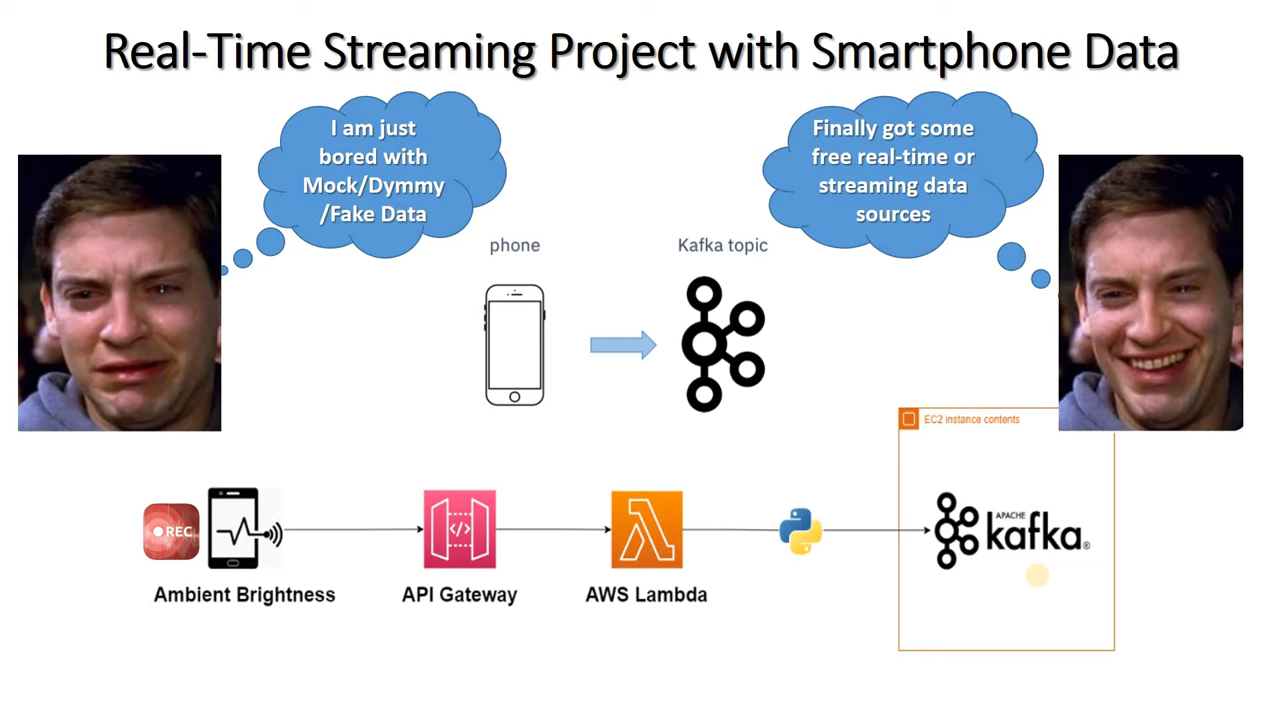 Real-Time Streaming Project with Smartphone Data
I am just
bored with
Mock/Dymmy
/Fake Data
Finally got some
free real-time or
streaming data
sources
phone
Kafka topic
EC2 instance contents
REC
</>
APACHE
kafka®
Ambient Brightness
API Gateway
AWS Lambda